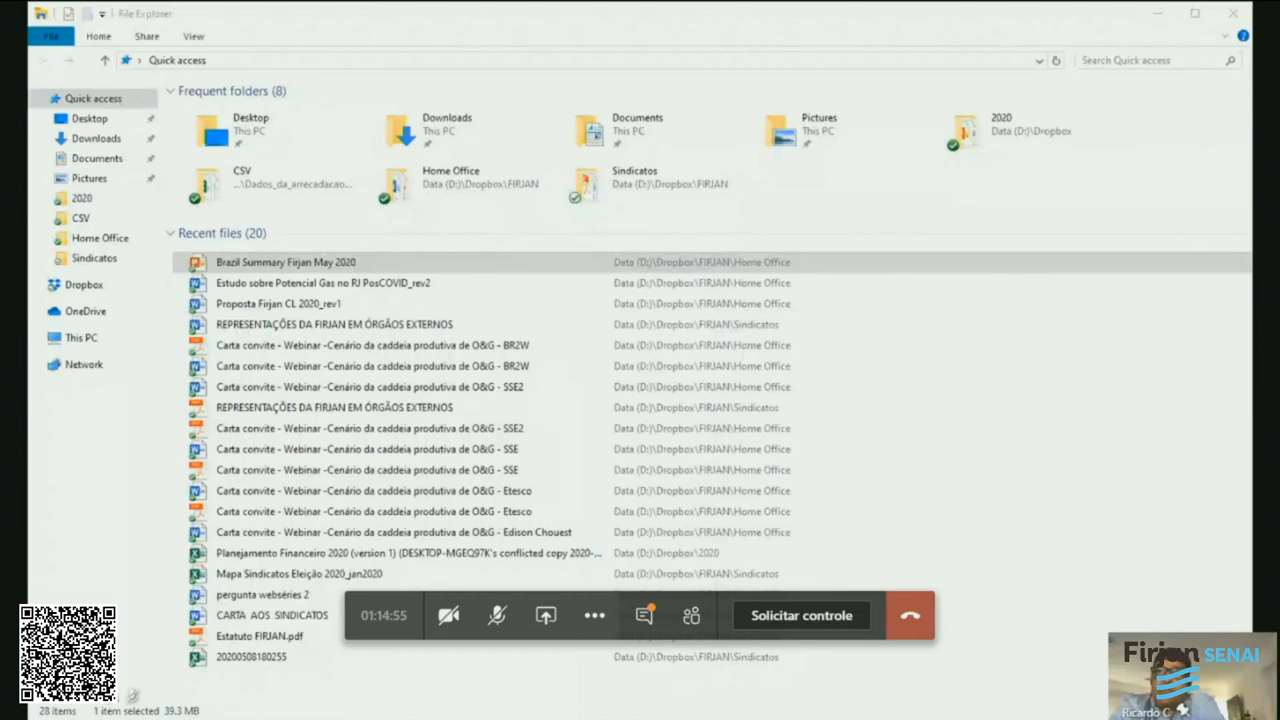 File Explorer
File Home Share View
Quick access Search Quick access
Quick access
Desktop
Downloads
Documents
Pictures
2020
CSV
Home Office
Sindicatos
Dropbox
OneDrive
This PC
Network
Frequent folders (8)
Desktop
This PC
Downloads
This PC
Documents
This PC
Pictures
This PC
2020
Data (D:)\Dropbox
CSV
...\Dados_da_arrecadacao...
Home Office
Data (D:)\Dropbox\FIRJAN
Sindicatos
Data (D:)\Dropbox\FIRJAN
Recent files (20)
Brazil Summary Firjan May 2020 Data (D:)\Dropbox\FIRJAN\Home Office
Estudo sobre Potencial Gas no RJ PosCOVID_rev2 Data (D:)\Dropbox\FIRJAN\Home Office
Proposta Firjan CL 2020_rev1 Data (D:)\Dropbox\FIRJAN\Home Office
REPRESENTAÇÕES DA FIRJAN EM ÓRGÃOS EXTERNOS Data (D:)\Dropbox\FIRJAN\Sindicatos
Carta convite - Webinar -Cenário da caddeia produtiva de O&G - BR2W Data (D:)\Dropbox\FIRJAN\Home Office
Carta convite - Webinar -Cenário da caddeia produtiva de O&G - BR2W Data (D:)\Dropbox\FIRJAN\Home Office
Carta convite - Webinar -Cenário da caddeia produtiva de O&G - SSE2 Data (D:)\Dropbox\FIRJAN\Home Office
REPRESENTAÇÕES DA FIRJAN EM ÓRGÃOS EXTERNOS Data (D:)\Dropbox\FIRJAN\Sindicatos
Carta convite - Webinar -Cenário da caddeia produtiva de O&G - SSE2 Data (D:)\Dropbox\FIRJAN\Home Office
Carta convite - Webinar -Cenário da caddeia produtiva de O&G - SSE Data (D:)\Dropbox\FIRJAN\Home Office
Carta convite - Webinar -Cenário da caddeia produtiva de O&G - SSE Data (D:)\Dropbox\FIRJAN\Home Office
Carta convite - Webinar -Cenário da caddeia produtiva de O&G - Etesco Data (D:)\Dropbox\FIRJAN\Home Office
Carta convite - Webinar -Cenário da caddeia produtiva de O&G - Etesco Data (D:)\Dropbox\FIRJAN\Home Office
Carta convite - Webinar -Cenário da caddeia produtiva de O&G - Edison Chouest Data (D:)\Dropbox\FIRJAN\Home Office
Planejamento Financeiro 2020 (version 1) (DESKTOP-MGEQ97K's conflicted copy 2020-... Data (D:)\Dropbox\2020
Mapa Sindicatos Eleição 2020_jan2020 Data (D:)\Dropbox\FIRJAN\Sindicatos
pergunta webséries 2
CARTA AOS SINDICATOS
Estatuto FIRJAN.pdf
20200508180255 Data (D:)\Dropbox\FIRJAN\Sindicatos
01:14:55 Solicitar controle
Firjan SENAI
Ricardo C
28 items 1 item selected 39.3 MB